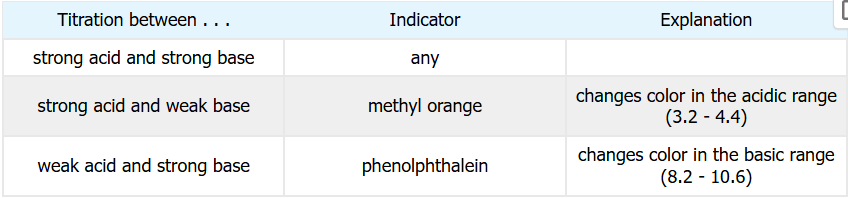 Titration between . . .
Indicator
Explanation
strong acid and strong base
any
strong acid and weak base
methyl orange
changes color in the acidic range
(3.2 - 4.4)
weak acid and strong base
phenolphthalein
changes color in the basic range
(8.2 - 10.6)